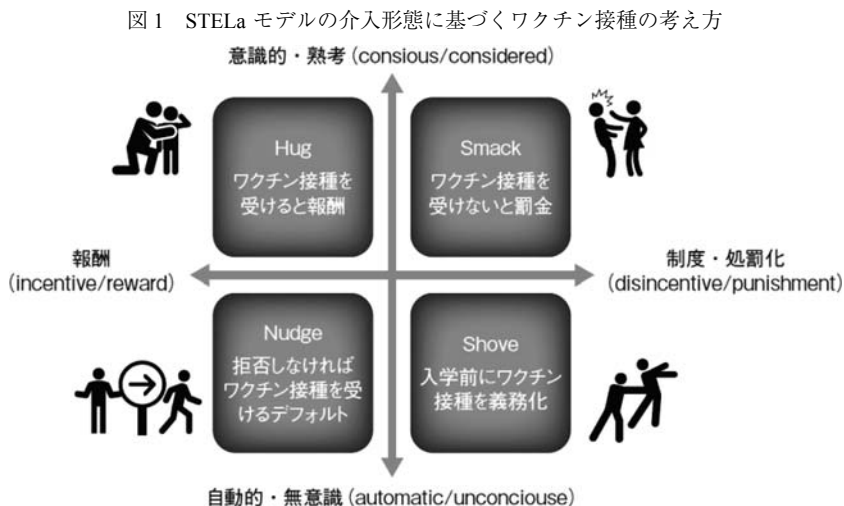 図 1 STELa モデルの介入形態に基づくワクチン接種の考え方
意識的・熟考 (consious/considered)
Hug
ワクチン接種を
受けると報酬
Smack
ワクチン接種を
受けないと罰金
報酬
(incentive/reward)
制度・処罰化
(disincentive/punishment)
Nudge
拒否しなければ
ワクチン接種を受
けるデフォルト
Shove
入学前にワクチン
接種を義務化
自動的・無意識 (automatic/unconciouse)